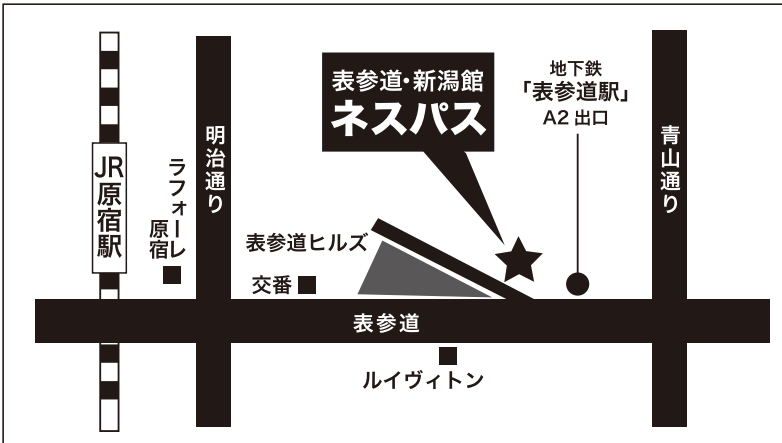 JR原宿駅
ラフォーレ
原宿
明治通り
表参道・新潟館
ネスパス
地下鉄
「表参道駅」
A2 出口
青山通り
表参道ヒルズ
交番
表参道
ルイヴィトン